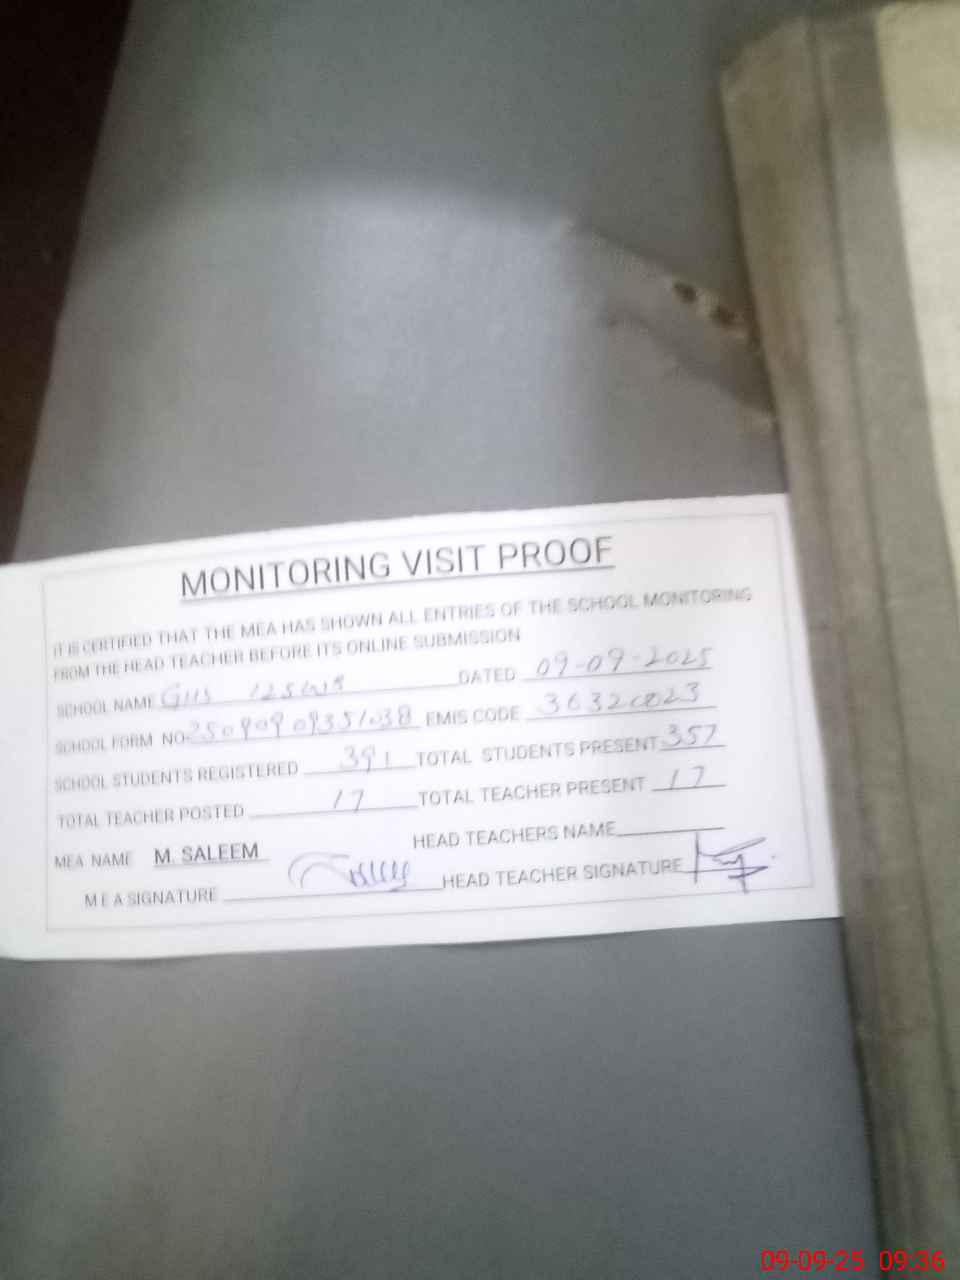 MONITORING VISIT PROOF
IT IS CERTIFIED THAT THE MEA HAS SHOWN ALL ENTRIES OF THE SCHOOL MONITORING
FROM THE HEAD TEACHER BEFORE ITS ONLINE SUBMISSION
SCHOOL NAME GHS 125WB DATED 09-09-2025
SCHOOL FORM NO 25090909351038 EMIS CODE 36320023
SCHOOL STUDENTS REGISTERED 391 TOTAL STUDENTS PRESENT 357
TOTAL TEACHER POSTED 17 TOTAL TEACHER PRESENT 17
MEA NAME M. SALEEM HEAD TEACHERS NAME
M E A SIGNATURE HEAD TEACHER SIGNATURE
09-09-25 09:36